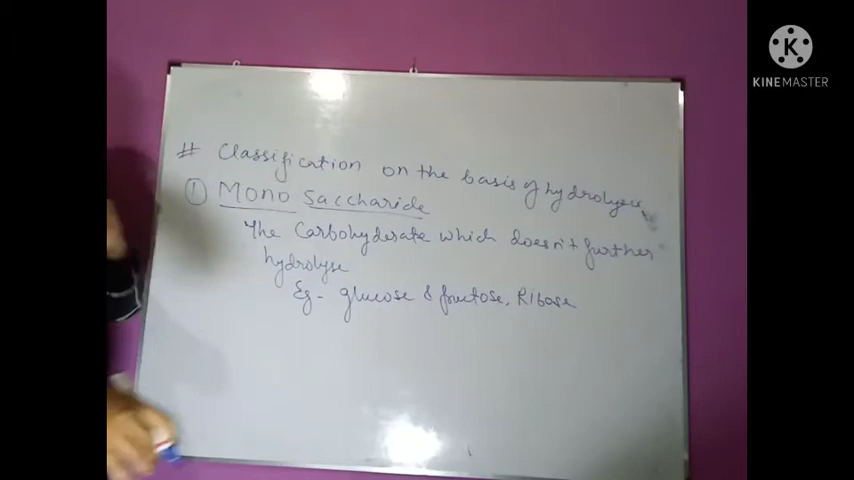 # Classification on the basis of hydrolysis
① Mono Saccharide
The Carbohyderate which doesn't further
hydrolyse
Eg- glucose & fructose, Ribose
K
KINEMASTER